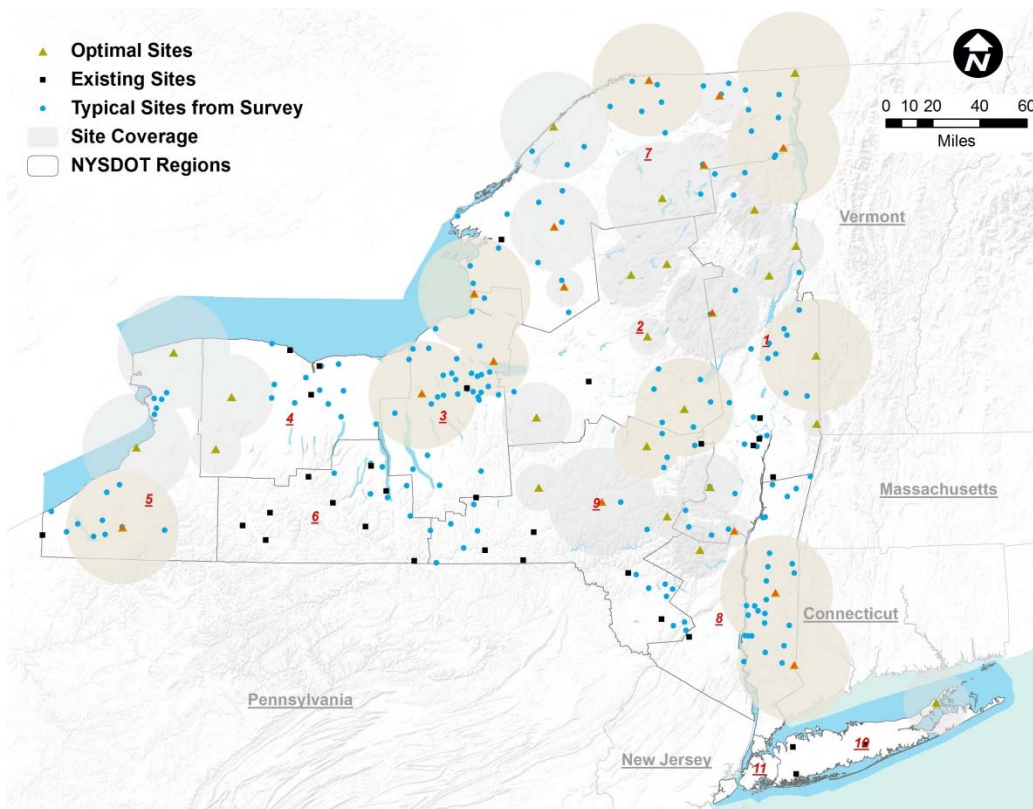 Optimal Sites
Existing Sites
Typical Sites from Survey
Site Coverage
NYSDOT Regions
N
0 10 20 40 60
Miles
7
Vermont
2
1
4
3
Massachusetts
5
6
9
8
Connecticut
Pennsylvania
New Jersey
10
11